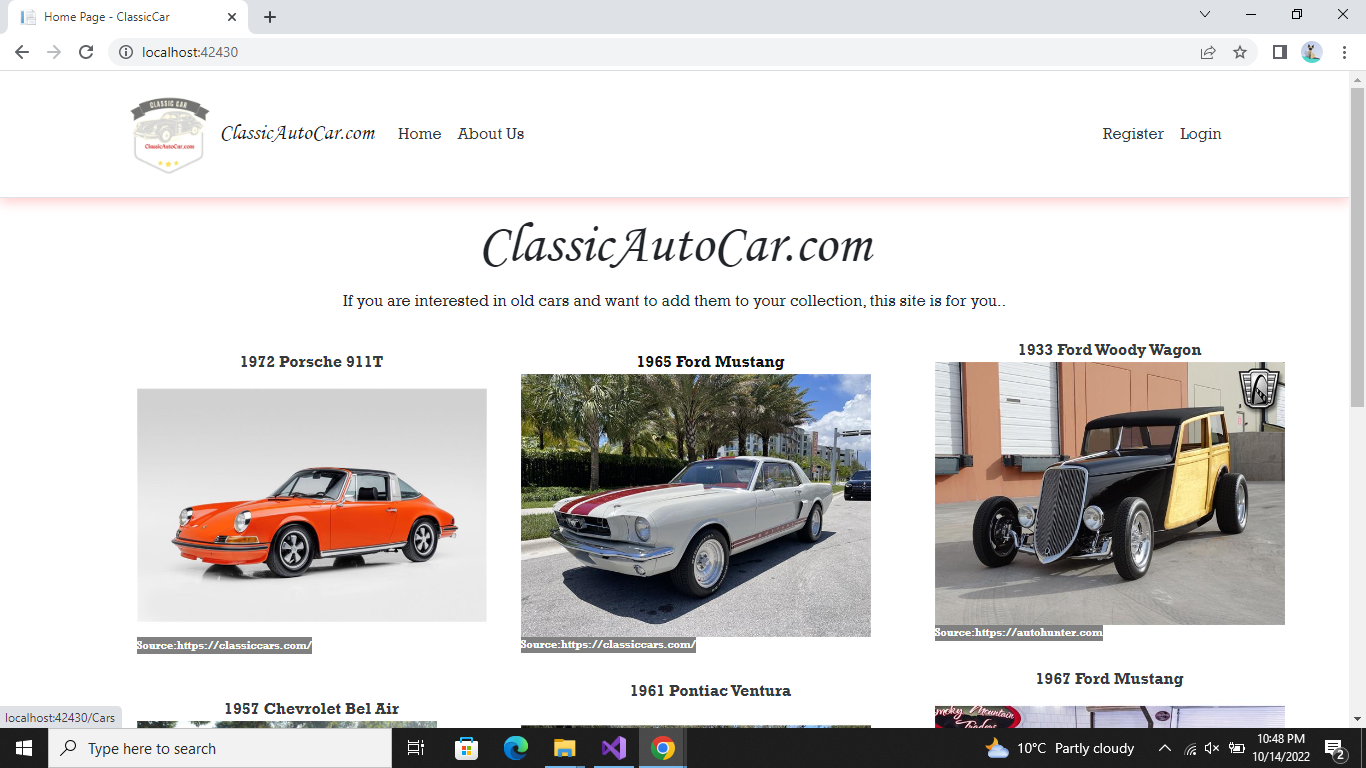 Home Page - ClassicCar
localhost:42430
CLASSIC CAR
ClassicAutoCar.com
ClassicAutoCar.com
Home
About Us
Register
Login
ClassicAutoCar.com
If you are interested in old cars and want to add them to your collection, this site is for you..
1972 Porsche 911T
1965 Ford Mustang
1933 Ford Woody Wagon
Source:https://classiccars.com/
Source:https://classiccars.com/
Source:https://autohunter.com
1957 Chevrolet Bel Air
1961 Pontiac Ventura
1967 Ford Mustang
Smoky Mountain
Traders
localhost:42430/Cars
Type here to search
10°C Partly cloudy
10:48 PM
10/14/2022
2